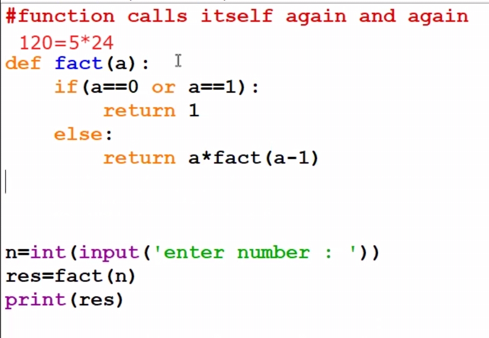 #function calls itself again and again
120=5*24
def fact(a):
    if(a==0 or a==1):
        return 1
    else:
        return a*fact(a-1)
n=int(input('enter number : '))
res=fact(n)
print(res)